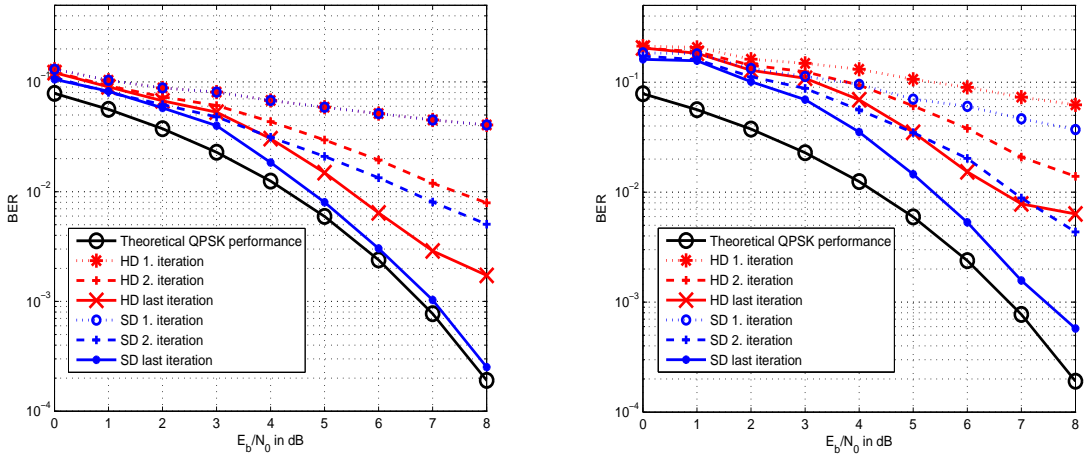 10⁻¹
10⁻²
10⁻³
10⁻⁴
BER
0 1 2 3 4 5 6 7 8
E_b/N_0 in dB
Theoretical QPSK performance
HD 1. iteration
HD 2. iteration
HD last iteration
SD 1. iteration
SD 2. iteration
SD last iteration
10⁻¹
10⁻²
10⁻³
10⁻⁴
BER
0 1 2 3 4 5 6 7 8
E_b/N_0 in dB
Theoretical QPSK performance
HD 1. iteration
HD 2. iteration
HD last iteration
SD 1. iteration
SD 2. iteration
SD last iteration